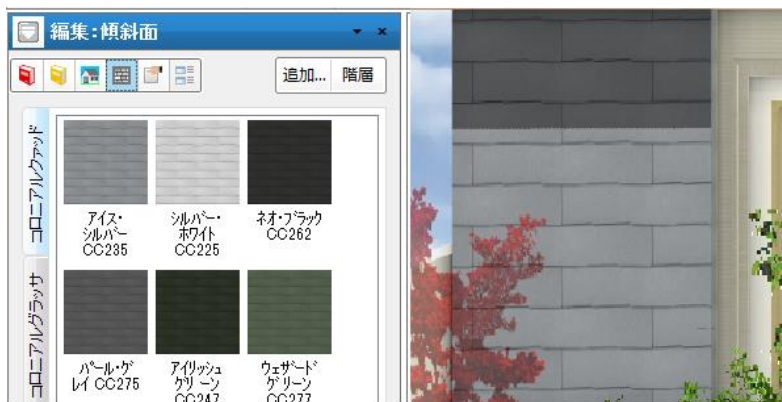 編集:傾斜面
追加... 階層
コロニアルクァッド
アイス・
シルバー
CC235
シルバー・
ホワイト
CC225
ネオ・ブラック
CC262
コロニアルグラッサ
パール・グ
レイ CC275
アイリッシュ
グリーン
CC247
ウェザード
グリーン
CC277